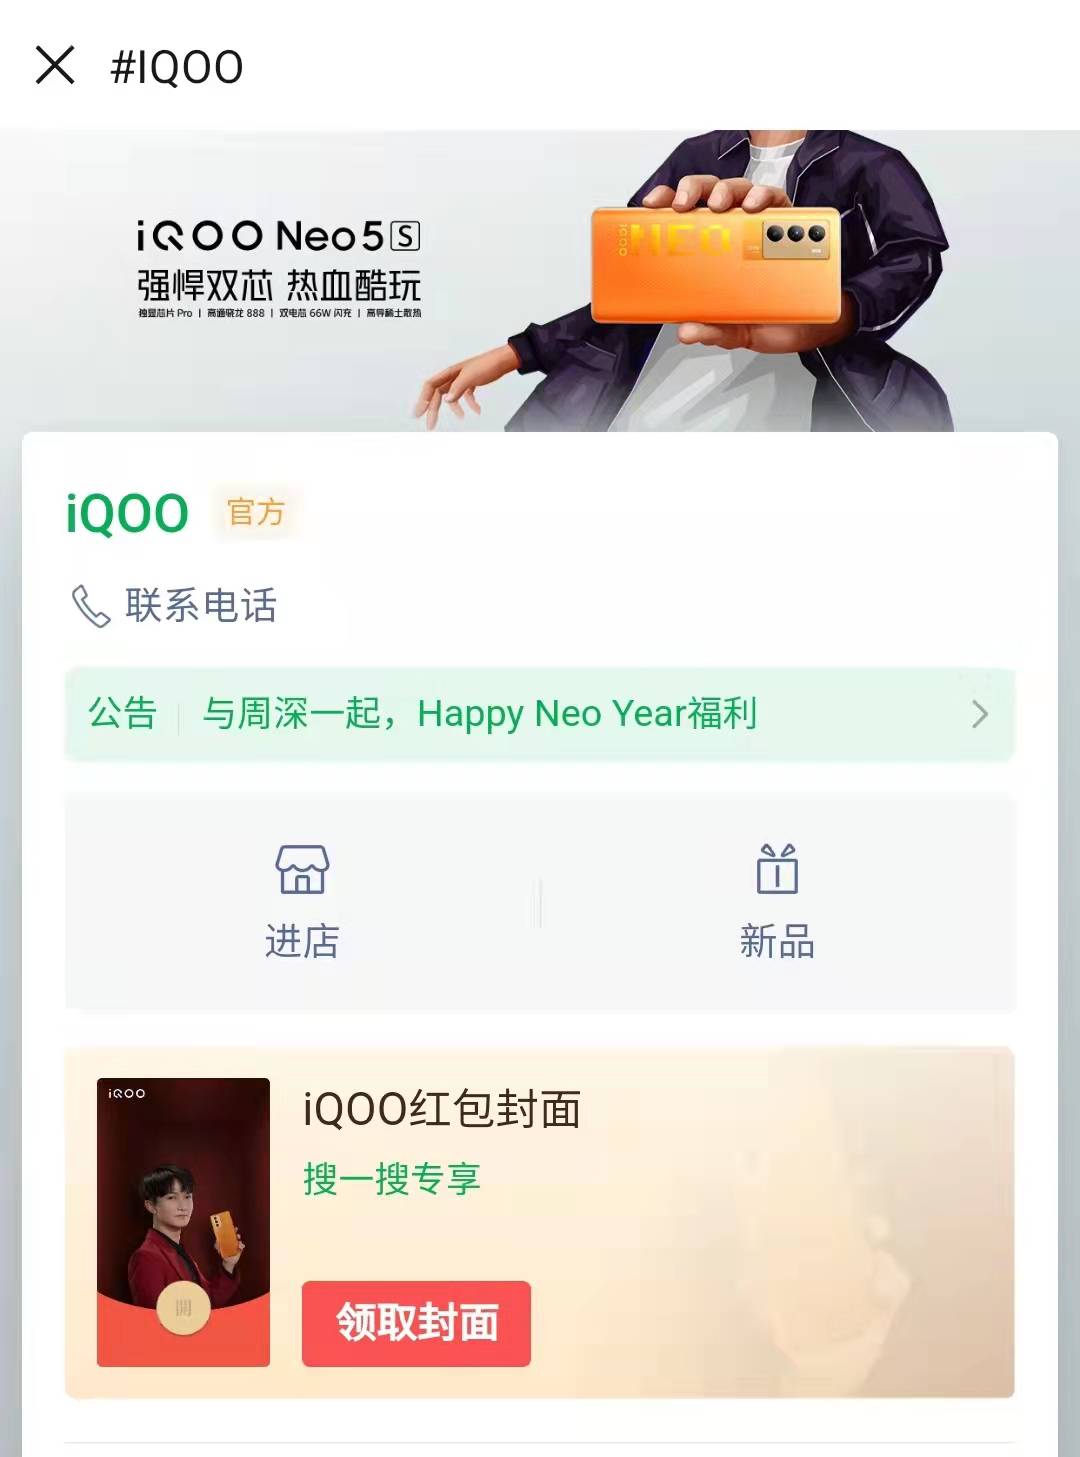 #IQOO
iQOO Neo5 S
强悍双芯 热血酷玩
独显芯片 Pro | 高通骁龙 888 | 双电芯 66W 闪充 | 高导稀土散热
iQOO NEO
iQOO 官方
联系电话
公告 与周深一起，Happy Neo Year福利
进店 新品
iQOO
iQOO红包封面
搜一搜专享
開
领取封面